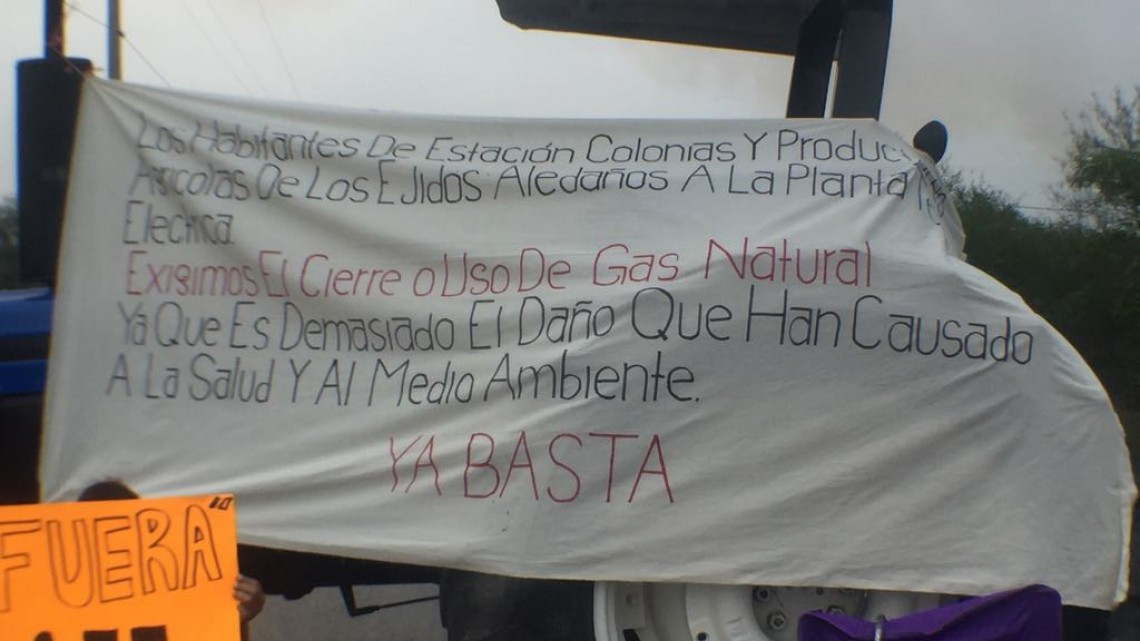 Los Habitantes De Estación Colonias Y Produc
Agricolas De Los Ejidos Aledaños A La Planta
Electrica.
Exigimos El Cierre o Uso De Gas Natural
Ya Que Es Demasiado El Daño Que Han Causado
A La Salud Y Al Medio Ambiente.
YA BASTA
FUERA